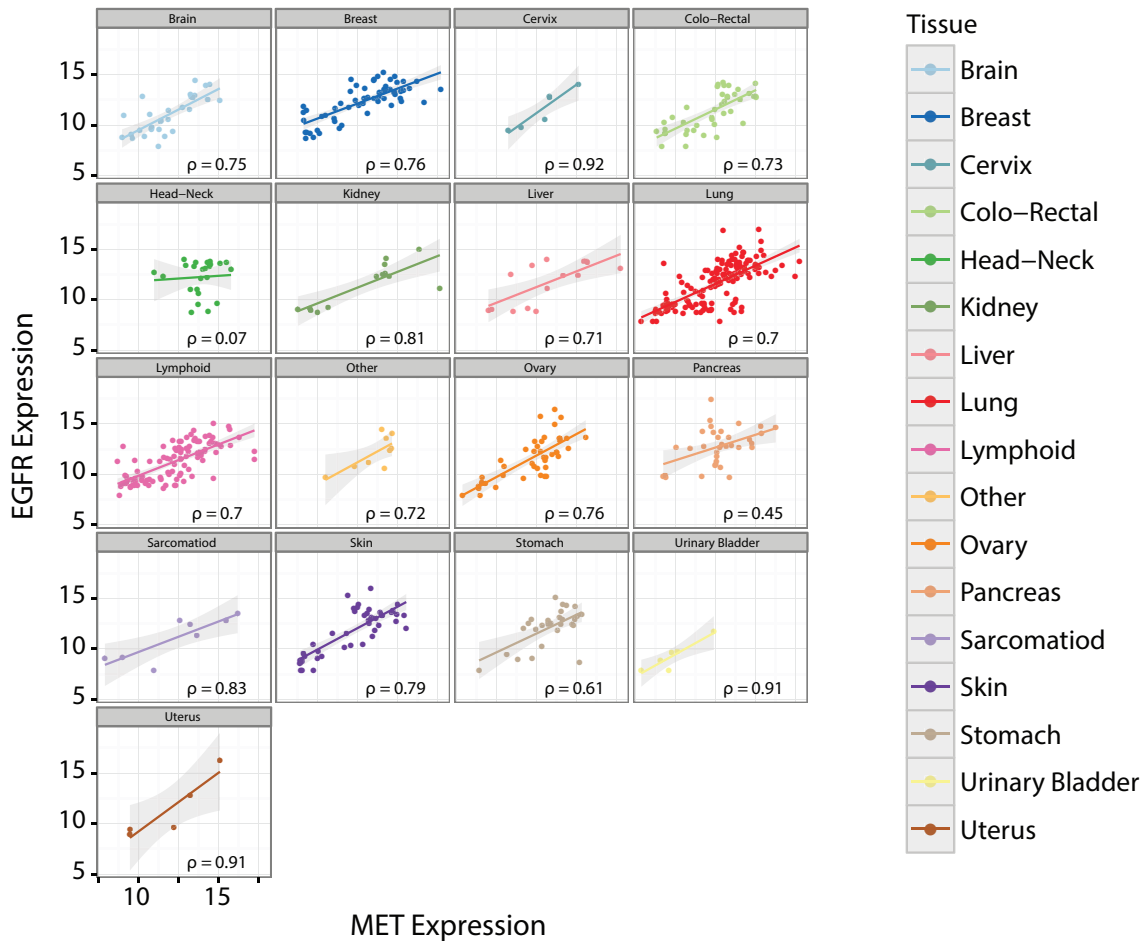 Brain
Breast
Cervix
Colo-Rectal
15
10
5
ρ = 0.75
ρ = 0.76
ρ = 0.92
ρ = 0.73
Head-Neck
Kidney
Liver
Lung
15
10
5
ρ = 0.07
ρ = 0.81
ρ = 0.71
ρ = 0.7
Lymphoid
Other
Ovary
Pancreas
15
10
5
ρ = 0.7
ρ = 0.72
ρ = 0.76
ρ = 0.45
Sarcomatiod
Skin
Stomach
Urinary Bladder
15
10
5
ρ = 0.83
ρ = 0.79
ρ = 0.61
ρ = 0.91
Uterus
15
10
5
ρ = 0.91
10
15
EGFR Expression
MET Expression
Tissue
Brain
Breast
Cervix
Colo-Rectal
Head-Neck
Kidney
Liver
Lung
Lymphoid
Other
Ovary
Pancreas
Sarcomatiod
Skin
Stomach
Urinary Bladder
Uterus